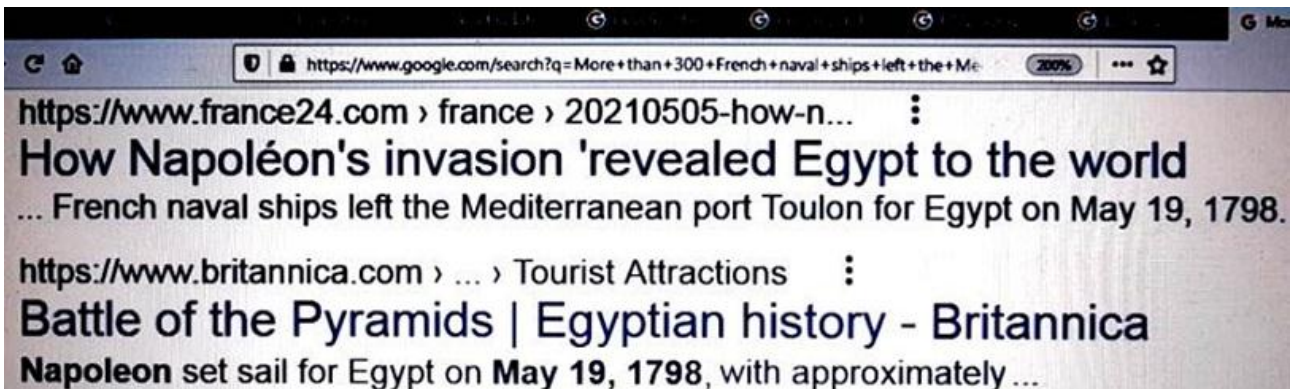 G Mo
https://www.google.com/search?q=More+than+300+French+naval+ships+left+the+Me
200%
https://www.france24.com › france › 20210505-how-n...
How Napoléon's invasion 'revealed Egypt to the world
... French naval ships left the Mediterranean port Toulon for Egypt on May 19, 1798.
https://www.britannica.com › ... › Tourist Attractions
Battle of the Pyramids | Egyptian history - Britannica
Napoleon set sail for Egypt on May 19, 1798, with approximately ...